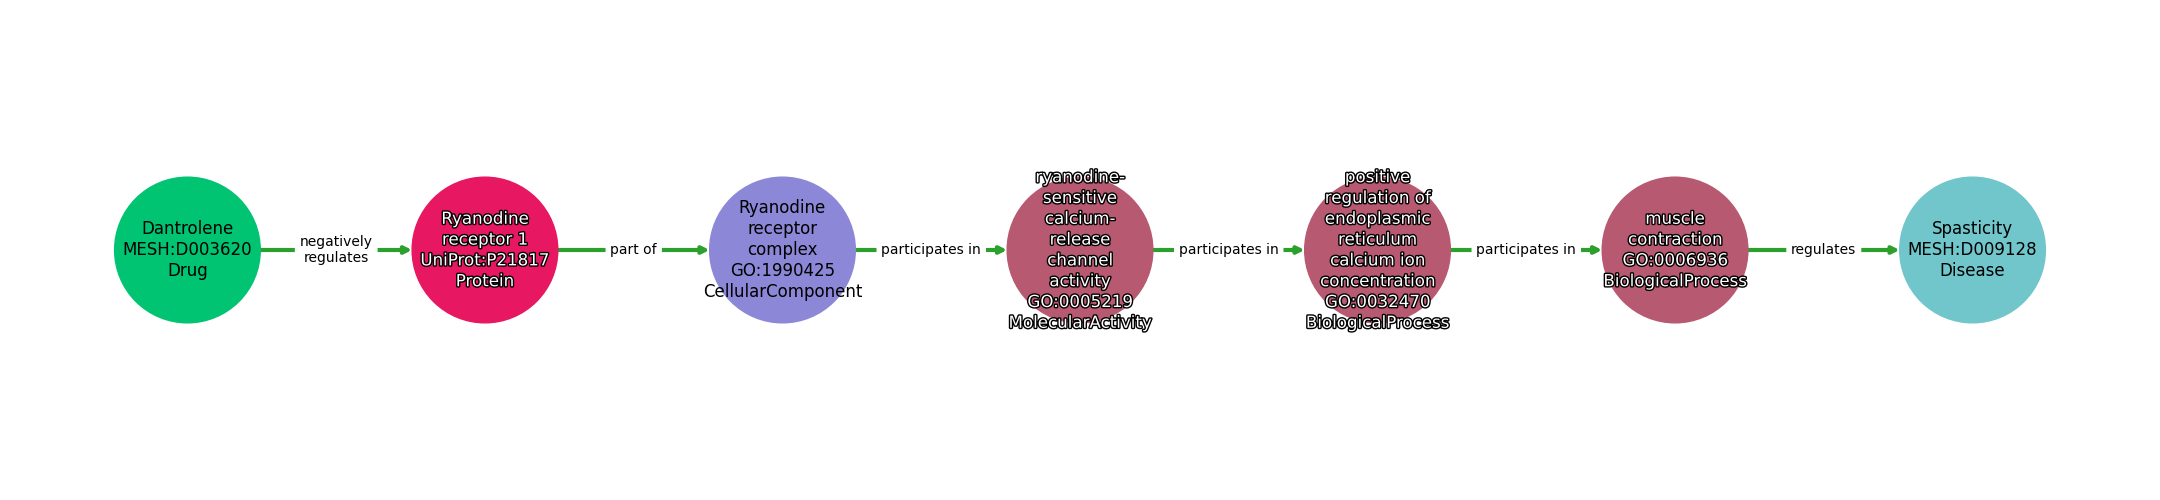 Dantrolene
MESH:D003620
Drug
negatively
regulates
Ryanodine
receptor 1
UniProt:P21817
Protein
part of
Ryanodine
receptor
complex
GO:1990425
CellularComponent
participates in
ryanodine-
sensitive
calcium-
release
channel
activity
GO:0005219
MolecularActivity
participates in
positive
regulation of
endoplasmic
reticulum
calcium ion
concentration
GO:0032470
BiologicalProcess
participates in
muscle
contraction
GO:0006936
BiologicalProcess
regulates
Spasticity
MESH:D009128
Disease